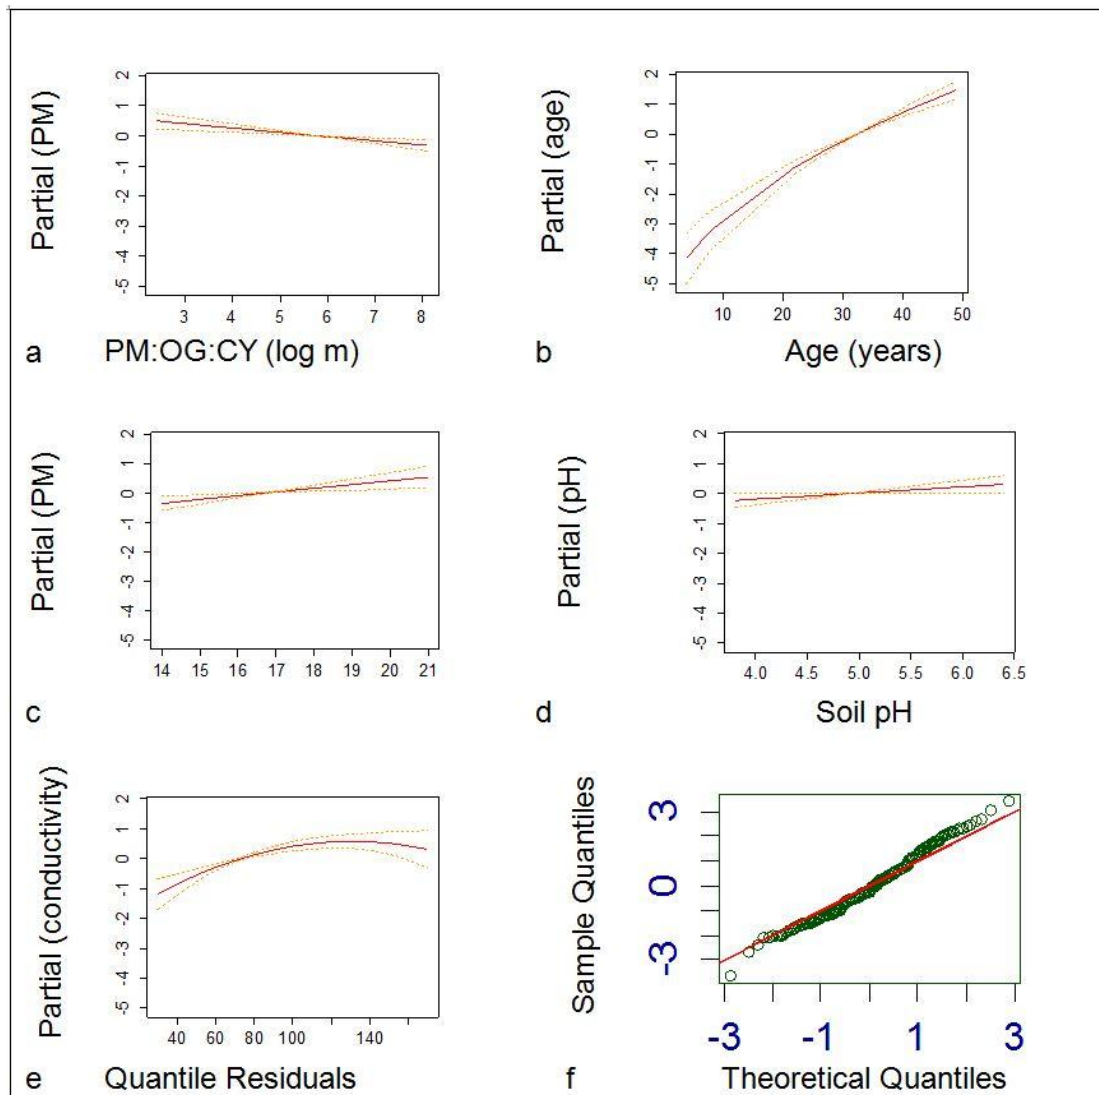 Partial (PM)
2
1
0
-1
-2
-3
-4
-5
3 4 5 6 7 8
a PM:OG:CY (log m)
Partial (age)
2
1
0
-1
-2
-3
-4
-5
10 20 30 40 50
b Age (years)
Partial (PM)
2
1
0
-1
-2
-3
-4
-5
14 15 16 17 18 19 20 21
c
Partial (pH)
2
1
0
-1
-2
-3
-4
-5
4.0 4.5 5.0 5.5 6.0 6.5
d Soil pH
Partial (conductivity)
2
1
0
-1
-2
-3
-4
-5
40 60 80 100 140
e Quantile Residuals
Sample Quantiles
3
0
-3
-3 -1 1 3
f Theoretical Quantiles